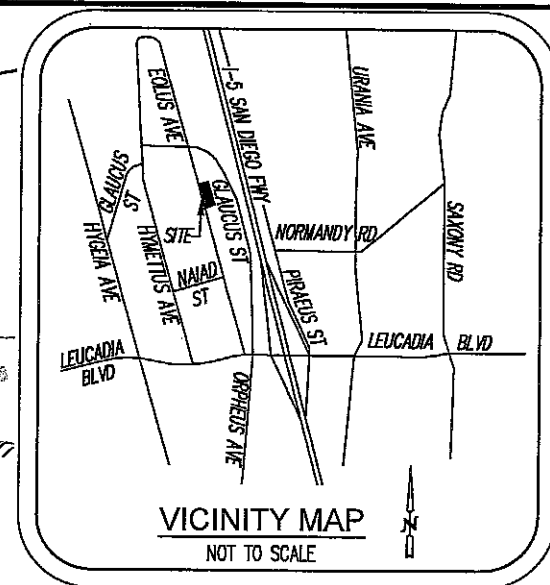 EOLUS AVE
I-5 SAN DIEGO FWY
URANIA AVE
GLAUCUS
ST
GLAUCUS ST
SAXONY RD
SITE
NORMANDY RD
HYGEIA AVE
HYMETTUS AVE
NAIAD
ST
PIRAEUS ST
LEUCADIA
BLVD
LEUCADIA BLVD
ORPHEUS AVE
VICINITY MAP
NOT TO SCALE
N